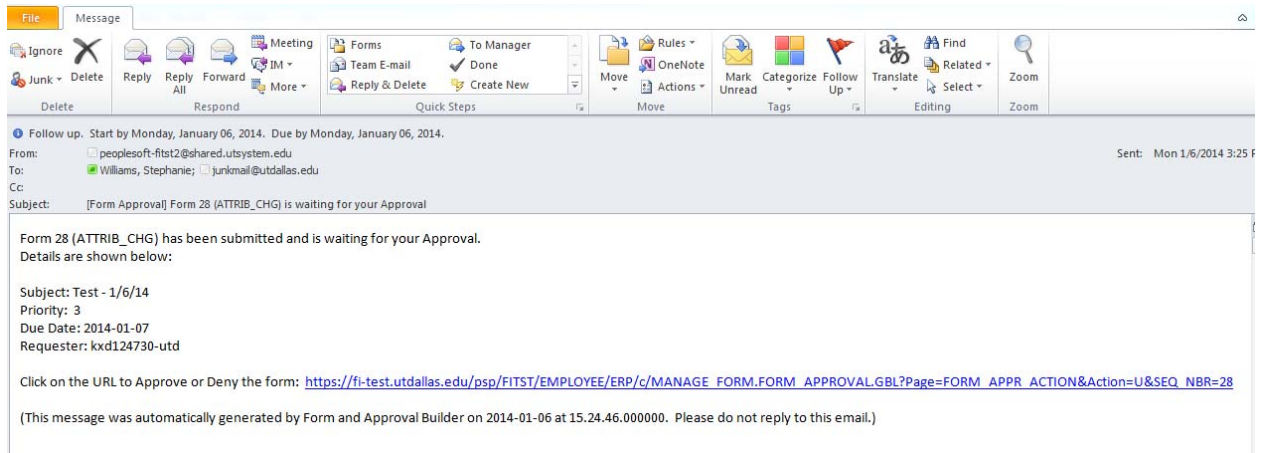 File Message
Ignore
Junk
Delete
Reply
Reply All
Forward
Meeting
IM
More
Forms
Team E-mail
Reply & Delete
To Manager
Done
Create New
Move
Rules
OneNote
Actions
Mark Unread
Categorize
Follow Up
Translate
Find
Related
Select
Zoom
Delete Respond Quick Steps Move Tags Editing Zoom
Follow up. Start by Monday, January 06, 2014. Due by Monday, January 06, 2014.
From: peoplesoft-fitst2@shared.utsystem.edu Sent: Mon 1/6/2014 3:25
To: Williams, Stephanie; junkmail@utdallas.edu
Cc:
Subject: [Form Approval] Form 28 (ATTRIB_CHG) is waiting for your Approval
Form 28 (ATTRIB_CHG) has been submitted and is waiting for your Approval.
Details are shown below:
Subject: Test - 1/6/14
Priority: 3
Due Date: 2014-01-07
Requester: kxd124730-utd
Click on the URL to Approve or Deny the form: https://fi-test.utdallas.edu/psp/FITST/EMPLOYEE/ERP/c/MANAGE_FORM.FORM_APPROVAL.GBL?Page=FORM_APPR_ACTION&Action=U&SEQ_NBR=28
(This message was automatically generated by Form and Approval Builder on 2014-01-06 at 15.24.46.000000. Please do not reply to this email.)